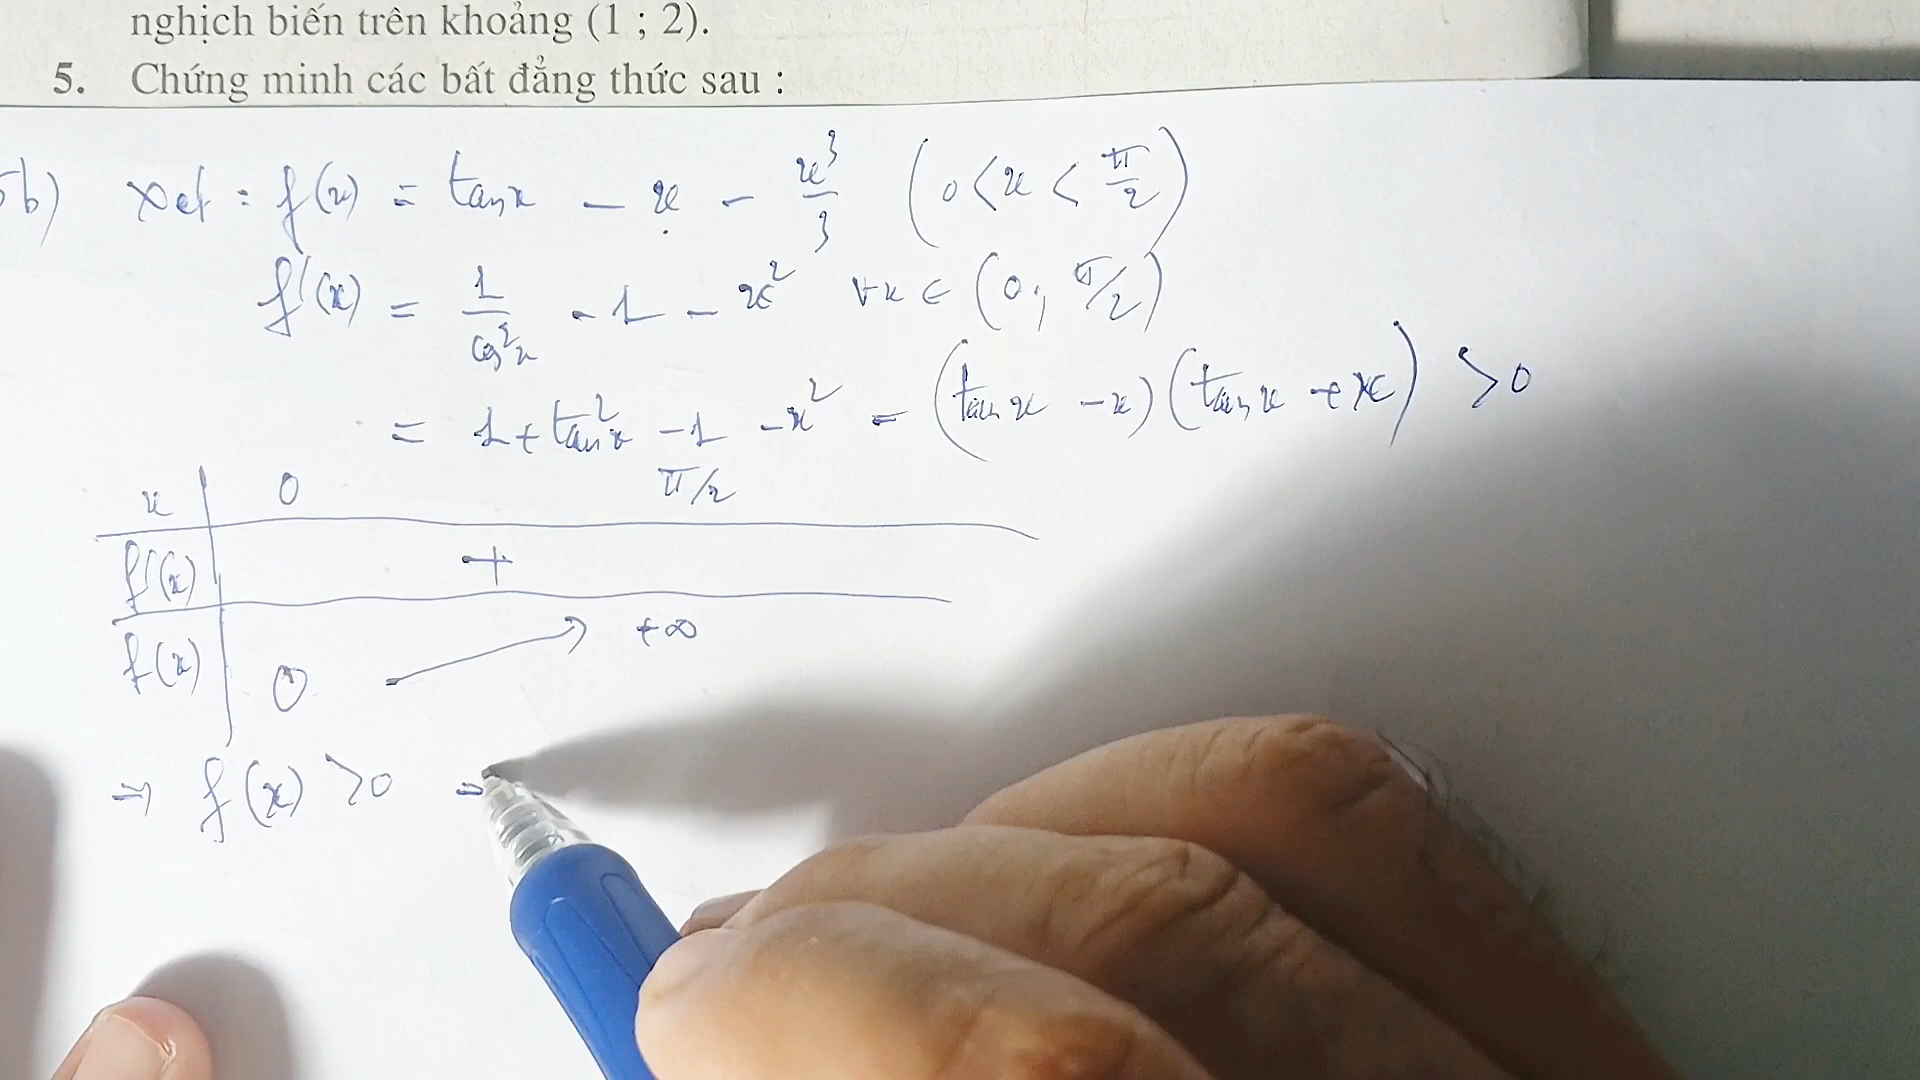 nghịch biến trên khoảng (1 ; 2).
5. Chứng minh các bất đẳng thức sau :
5b) Xét : f(x) = tanx - x - x³/3 (0 < x < π/2)
f'(x) = 1/cos²x - 1 - x² ∀x ∈ (0; π/2)
= 1 + tan²x - 1 - x² = (tanx - x)(tanx + x) > 0
x 0 π/2
f'(x) +
f(x) 0 → +∞
⇒ f(x) > 0 =